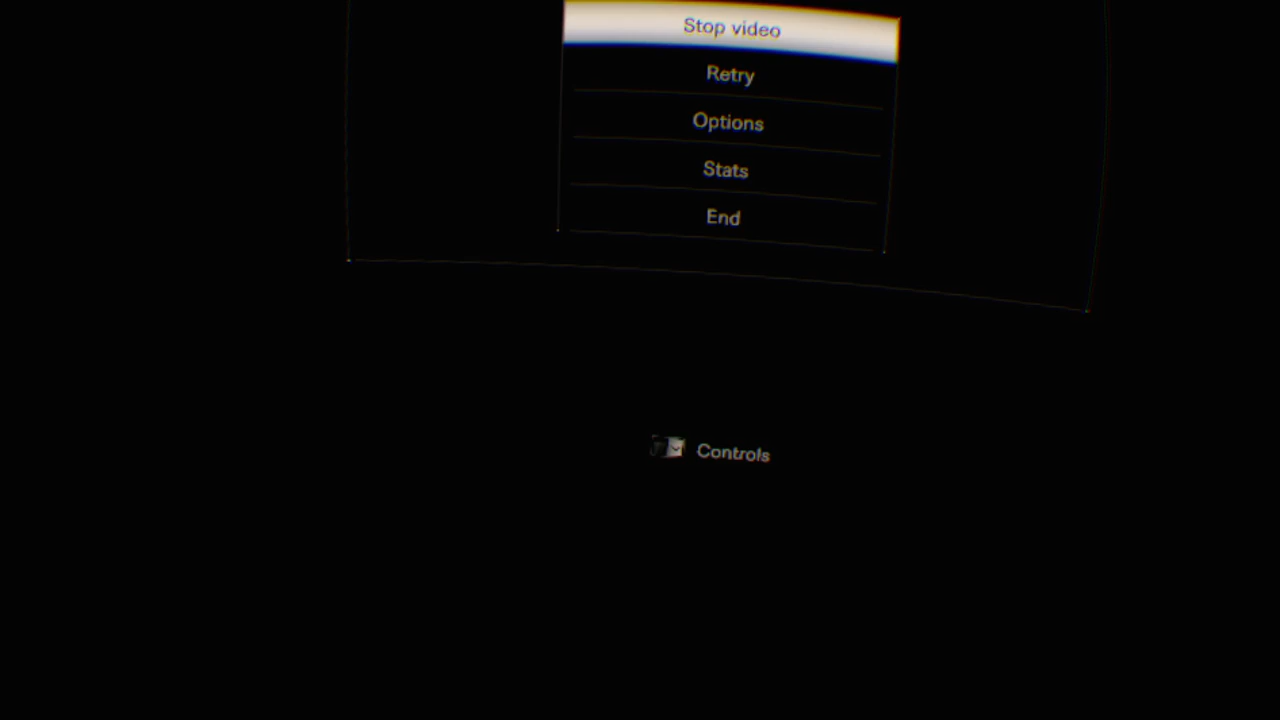 Stop video
Retry
Options
Stats
End
Controls